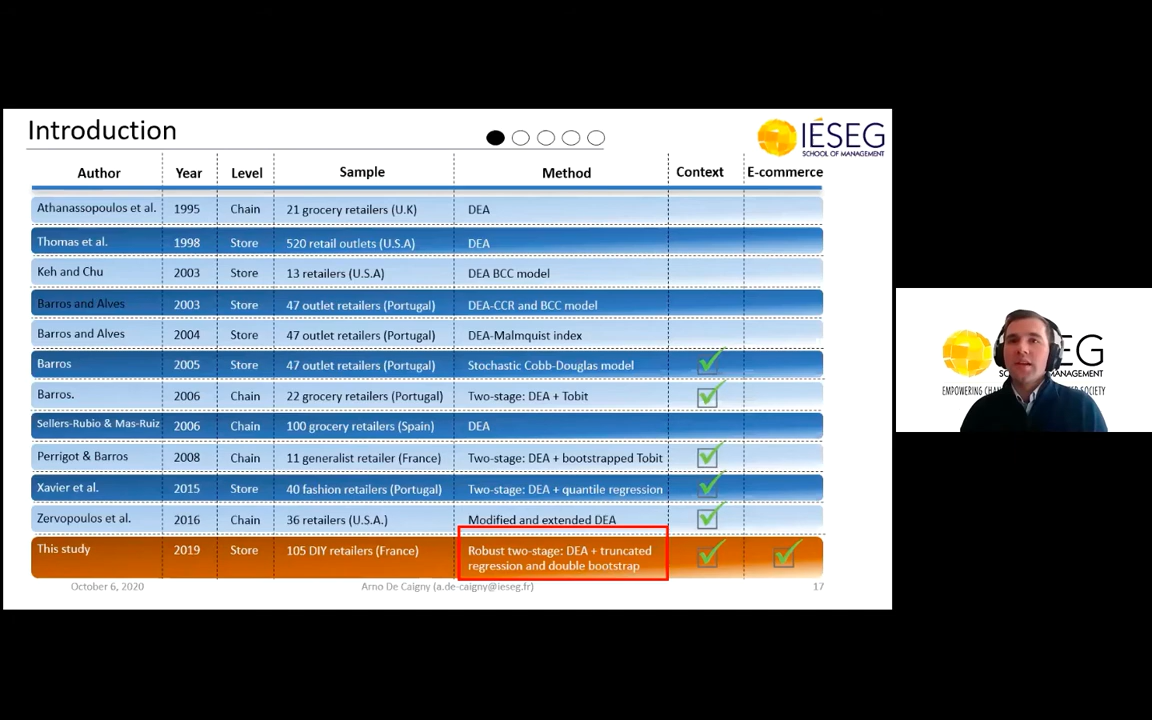 Introduction
IÉSEG
SCHOOL OF MANAGEMENT
Author Year Level Sample Method Context E-commerce
Athanassopoulos et al. 1995 Chain 21 grocery retailers (U.K) DEA
Thomas et al. 1998 Store 520 retail outlets (U.S.A) DEA
Keh and Chu 2003 Store 13 retailers (U.S.A) DEA BCC model
Barros and Alves 2003 Store 47 outlet retailers (Portugal) DEA-CCR and BCC model
Barros and Alves 2004 Store 47 outlet retailers (Portugal) DEA-Malmquist index
Barros 2005 Store 47 outlet retailers (Portugal) Stochastic Cobb-Douglas model
Barros. 2006 Chain 22 grocery retailers (Portugal) Two-stage: DEA + Tobit
Sellers-Rubio & Mas-Ruiz 2006 Chain 100 grocery retailers (Spain) DEA
Perrigot & Barros 2008 Chain 11 generalist retailer (France) Two-stage: DEA + bootstrapped Tobit
Xavier et al. 2015 Store 40 fashion retailers (Portugal) Two-stage: DEA + quantile regression
Zervopoulos et al. 2016 Chain 36 retailers (U.S.A.) Modified and extended DEA
This study 2019 Store 105 DIY retailers (France) Robust two-stage: DEA + truncated
regression and double bootstrap
October 6, 2020 Arno De Caigny (a.de-caigny@ieseg.fr) 17
SEG
EMPOWERING SOCIETY